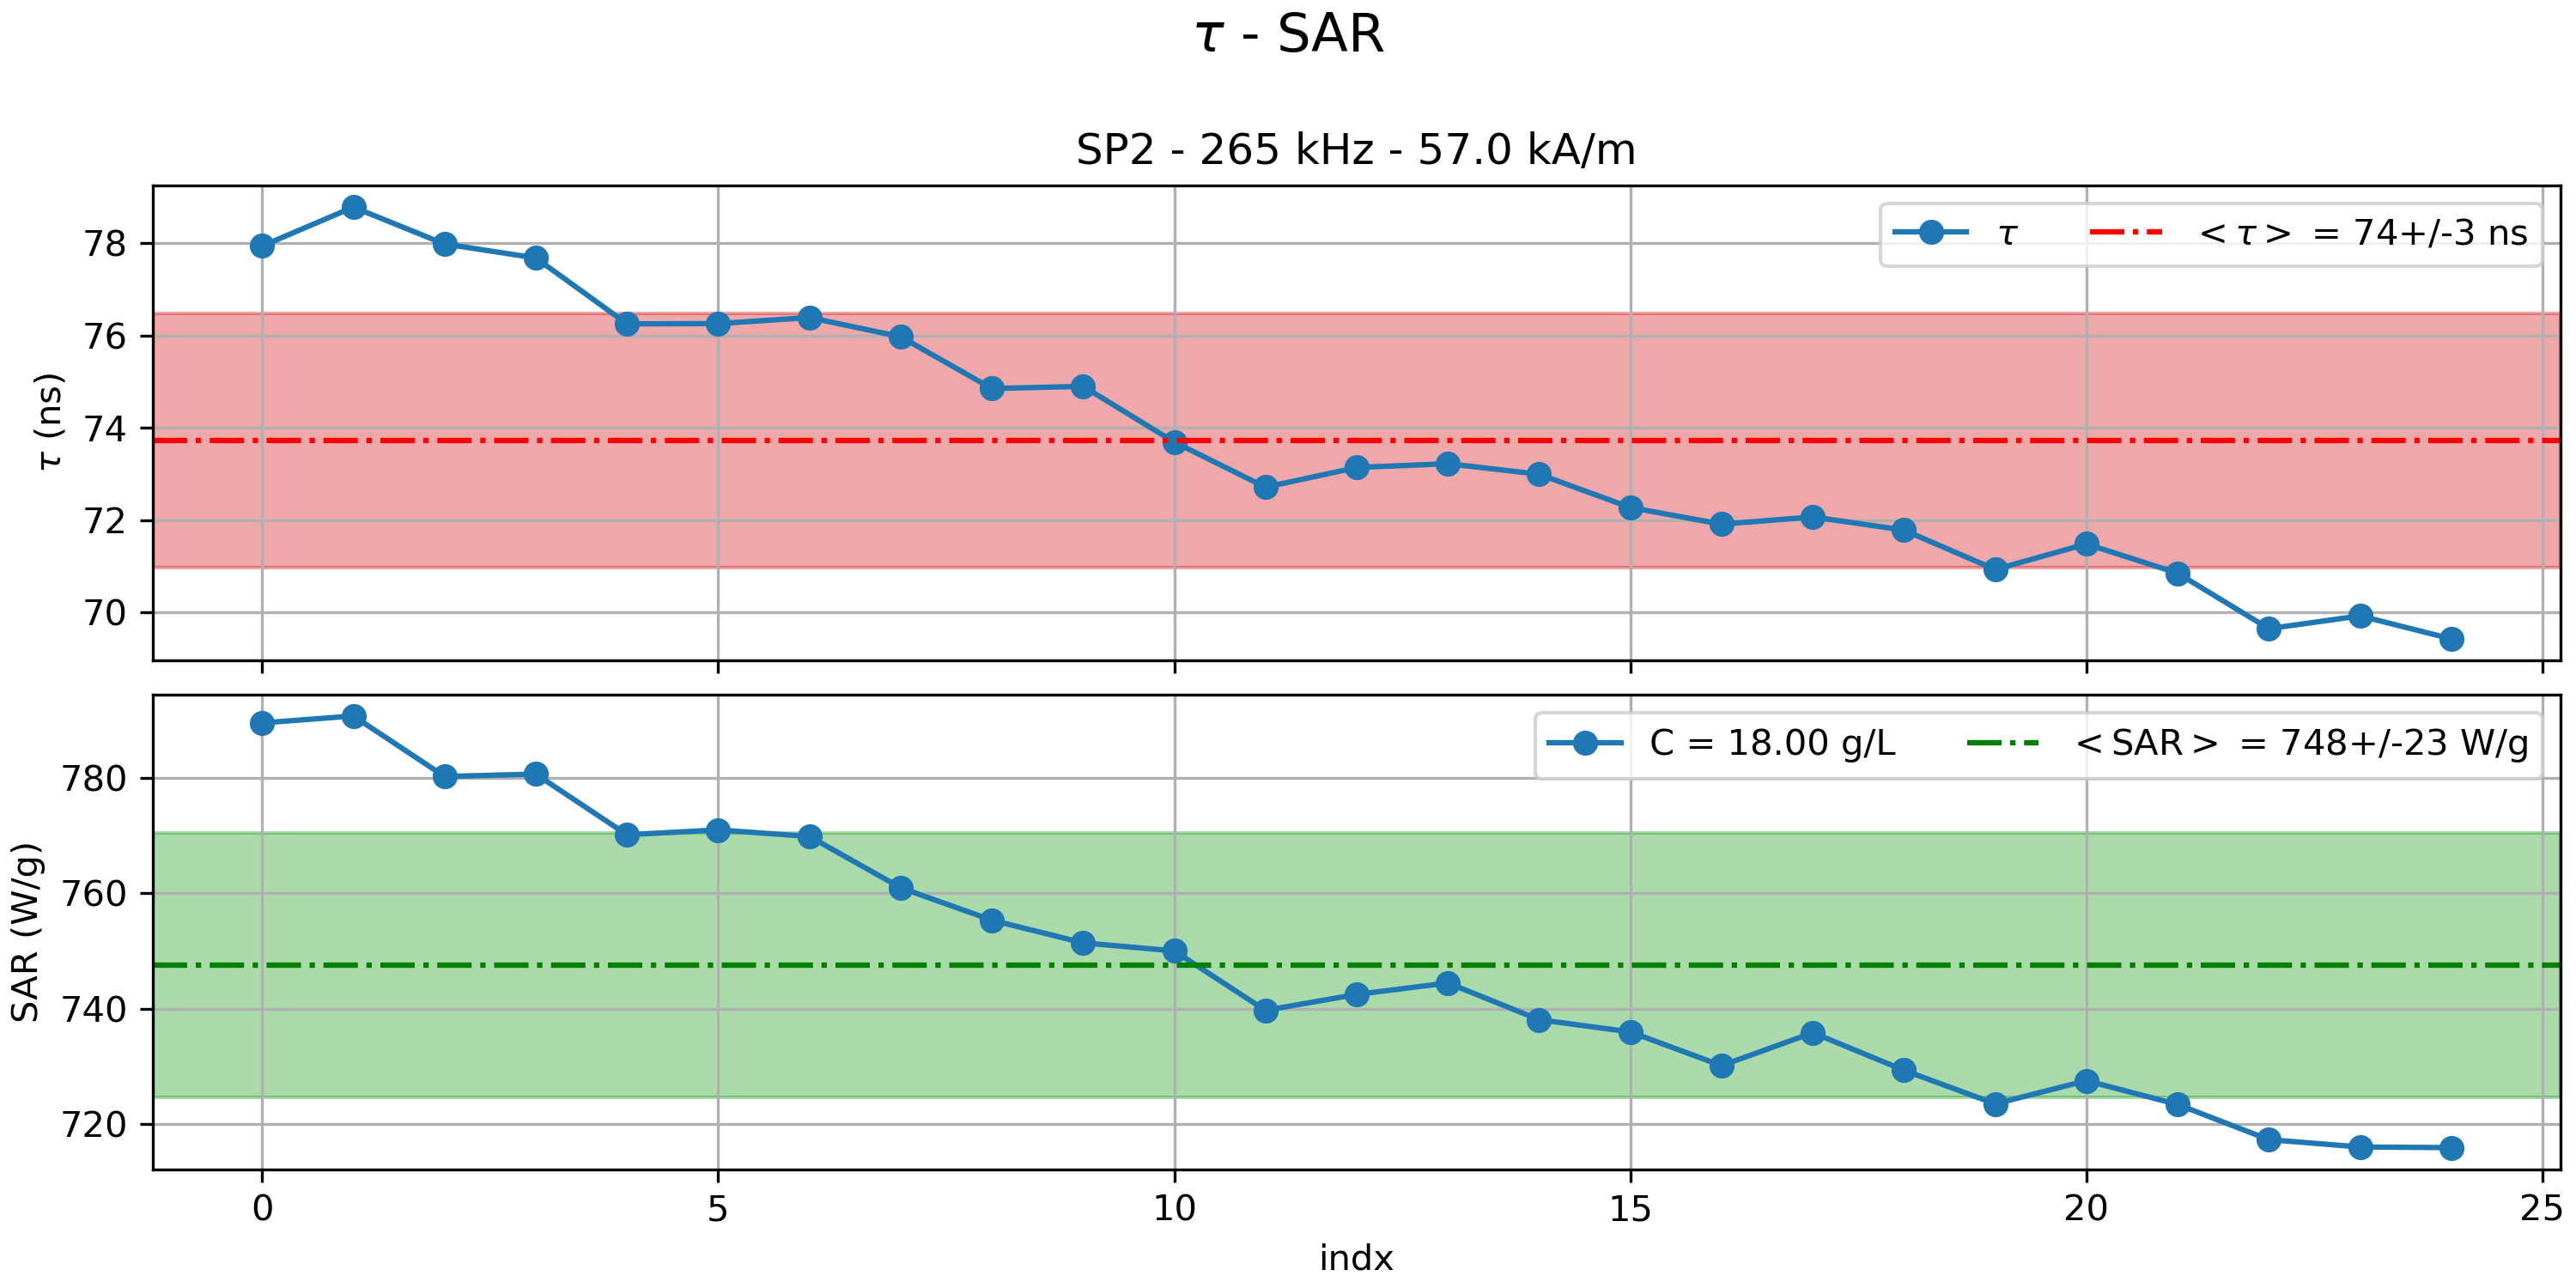 τ - SAR
SP2 - 265 kHz - 57.0 kA/m
τ (ns)
78
76
74
72
70
τ
<τ> = 74+/-3 ns
SAR (W/g)
780
760
740
720
C = 18.00 g/L
<SAR> = 748+/-23 W/g
0 5 10 15 20 25
indx